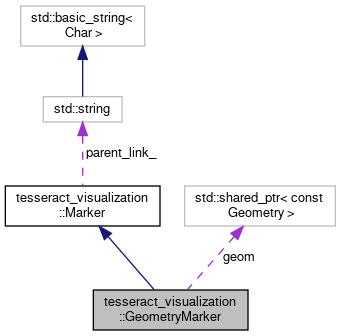 std::basic_string<
Char >
std::string
parent_link_
tesseract_visualization
::Marker
std::shared_ptr< const
Geometry >
geom
tesseract_visualization
::GeometryMarker